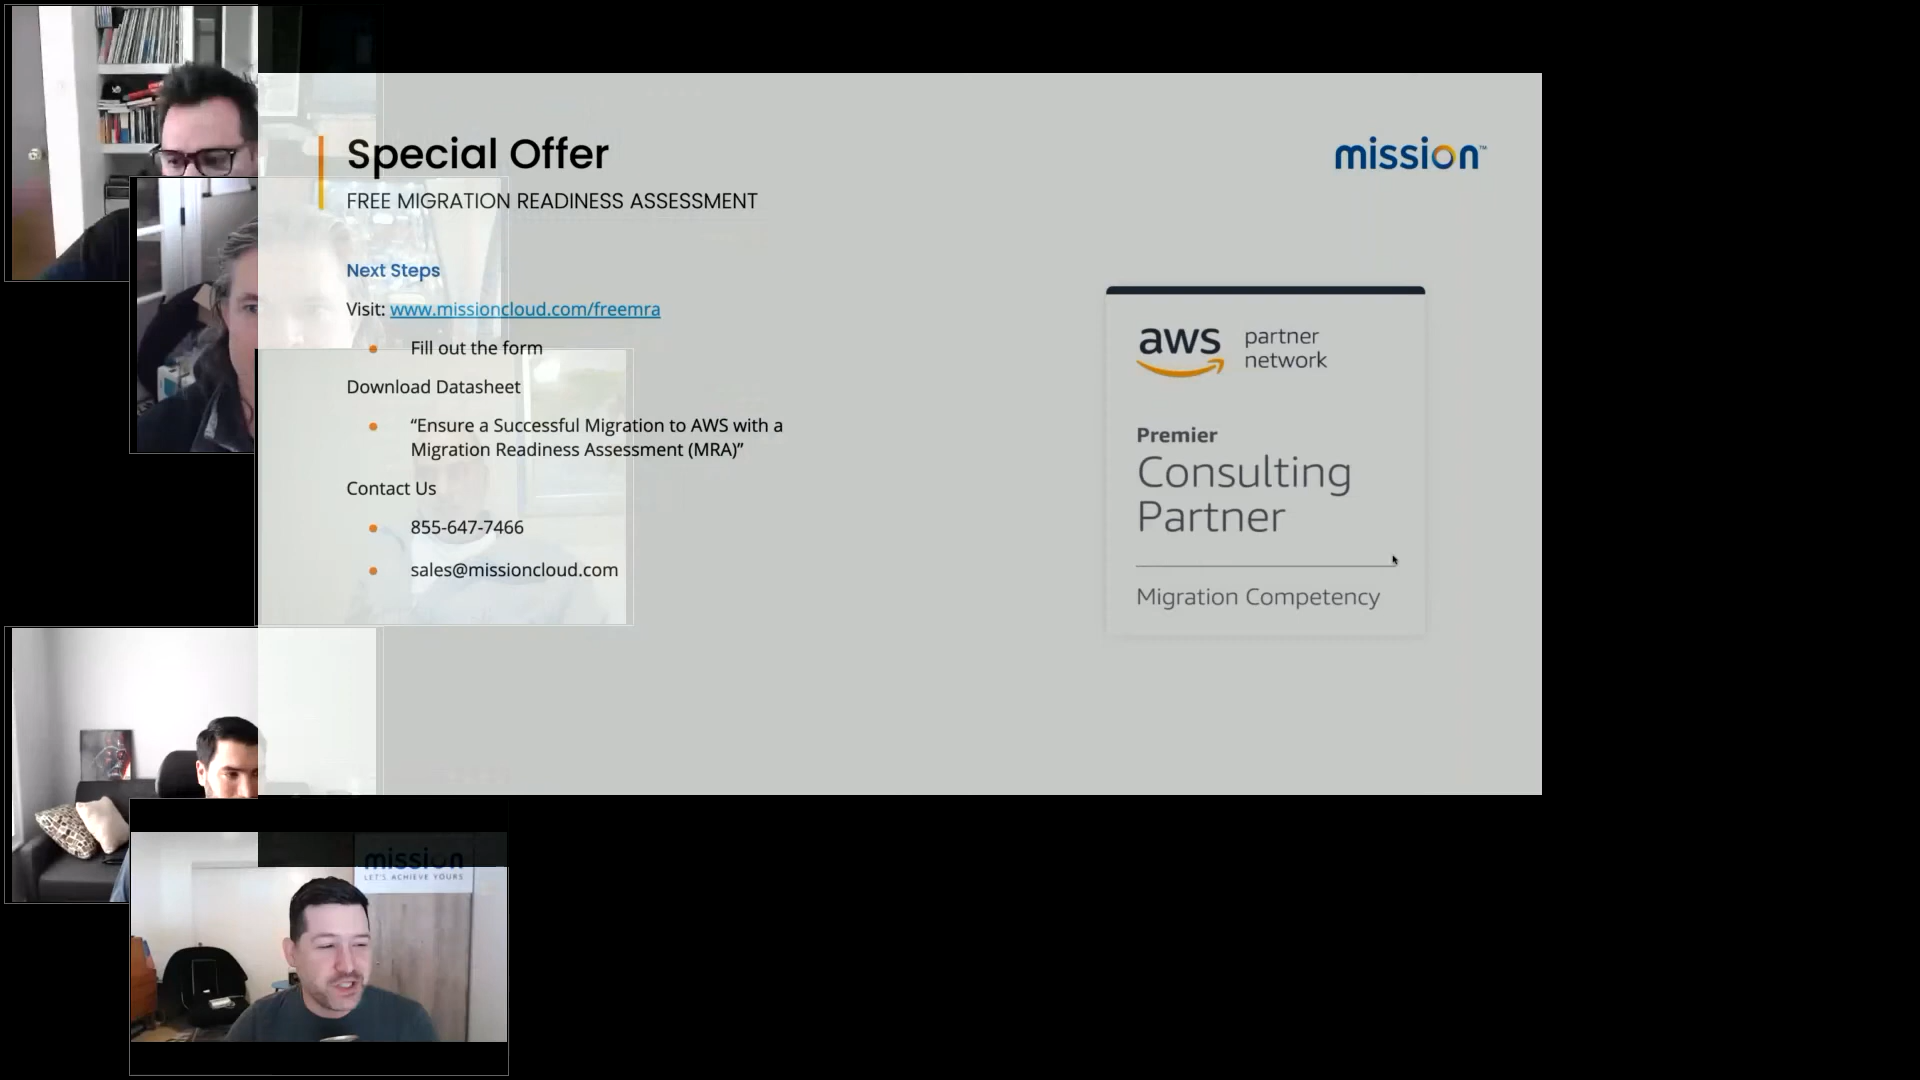 Special Offer
FREE MIGRATION READINESS ASSESSMENT
mission™
Next Steps
Visit: www.missioncloud.com/freemra
Fill out the form
Download Datasheet
“Ensure a Successful Migration to AWS with a
Migration Readiness Assessment (MRA)”
Contact Us
855-647-7466
sales@missioncloud.com
aws partner
network
Premier
Consulting
Partner
Migration Competency
mission
LET'S ACHIEVE YOURS